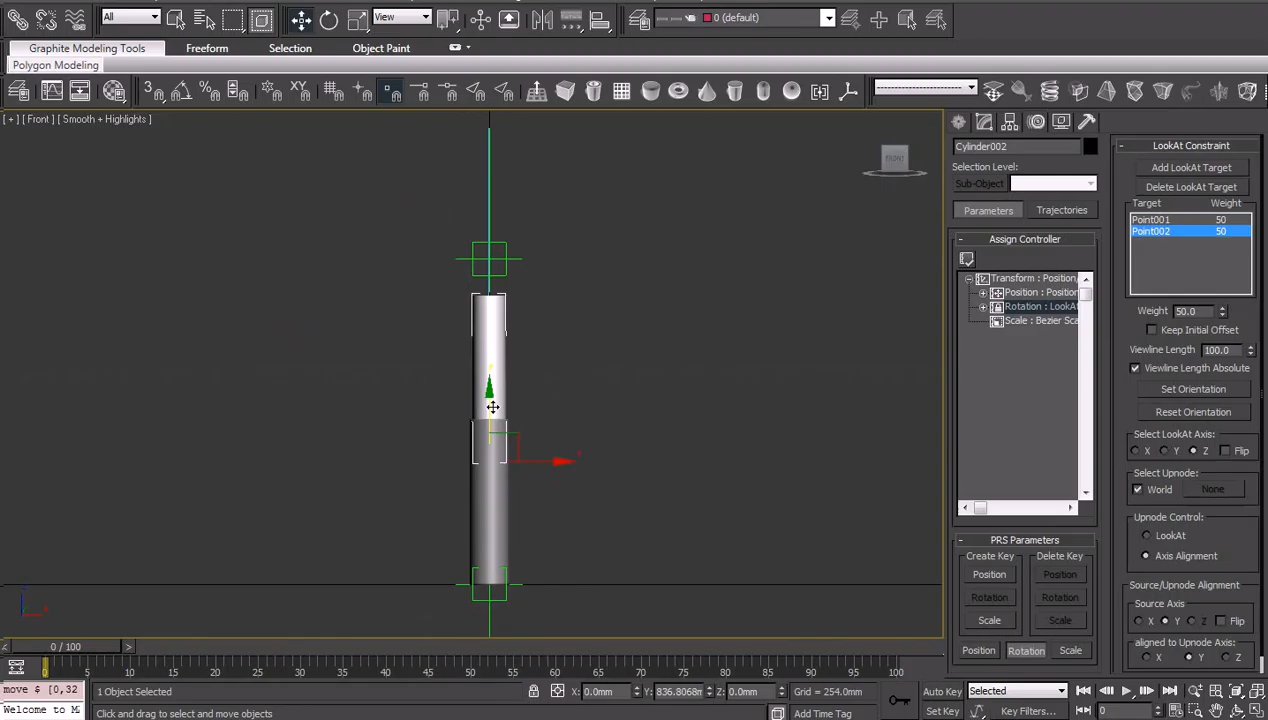 All
View
0 (default)
Graphite Modeling Tools
Freeform
Selection
Object Paint
Polygon Modeling
3
%
XY
[ + ] [ Front ] [ Smooth + Highlights ]
FRONT
Cylinder002
Selection Level:
Sub-Object
Parameters
Trajectories
Assign Controller
Transform : Position/
Position : Position
Rotation : LookAt
Scale : Bezier Sca
PRS Parameters
Create Key
Delete Key
Position
Position
Rotation
Rotation
Scale
Scale
Position
Rotation
Scale
LookAt Constraint
Add LookAt Target
Delete LookAt Target
Target Weight
Point001 50
Point002 50
Weight 50.0
Keep Initial Offset
Viewline Length 100.0
Viewline Length Absolute
Set Orientation
Reset Orientation
Select LookAt Axis:
X Y Z Flip
Select Upnode:
World None
Upnode Control:
LookAt
Axis Alignment
Source/Upnode Alignment
Source Axis
X Y Z Flip
aligned to Upnode Axis:
X Y Z
0 / 100
0 5 10 15 20 25 30 35 40 45 50 55 60 65 70 75 80 85 90 95 100
move $ [0,32
1 Object Selected
X: 0.0mm
Y: 836.8068m
Z: 0.0mm
Grid = 254.0mm
Auto Key
Selected
Welcome to M
Click and drag to select and move objects
Add Time Tag
Set Key
Key Filters...
0